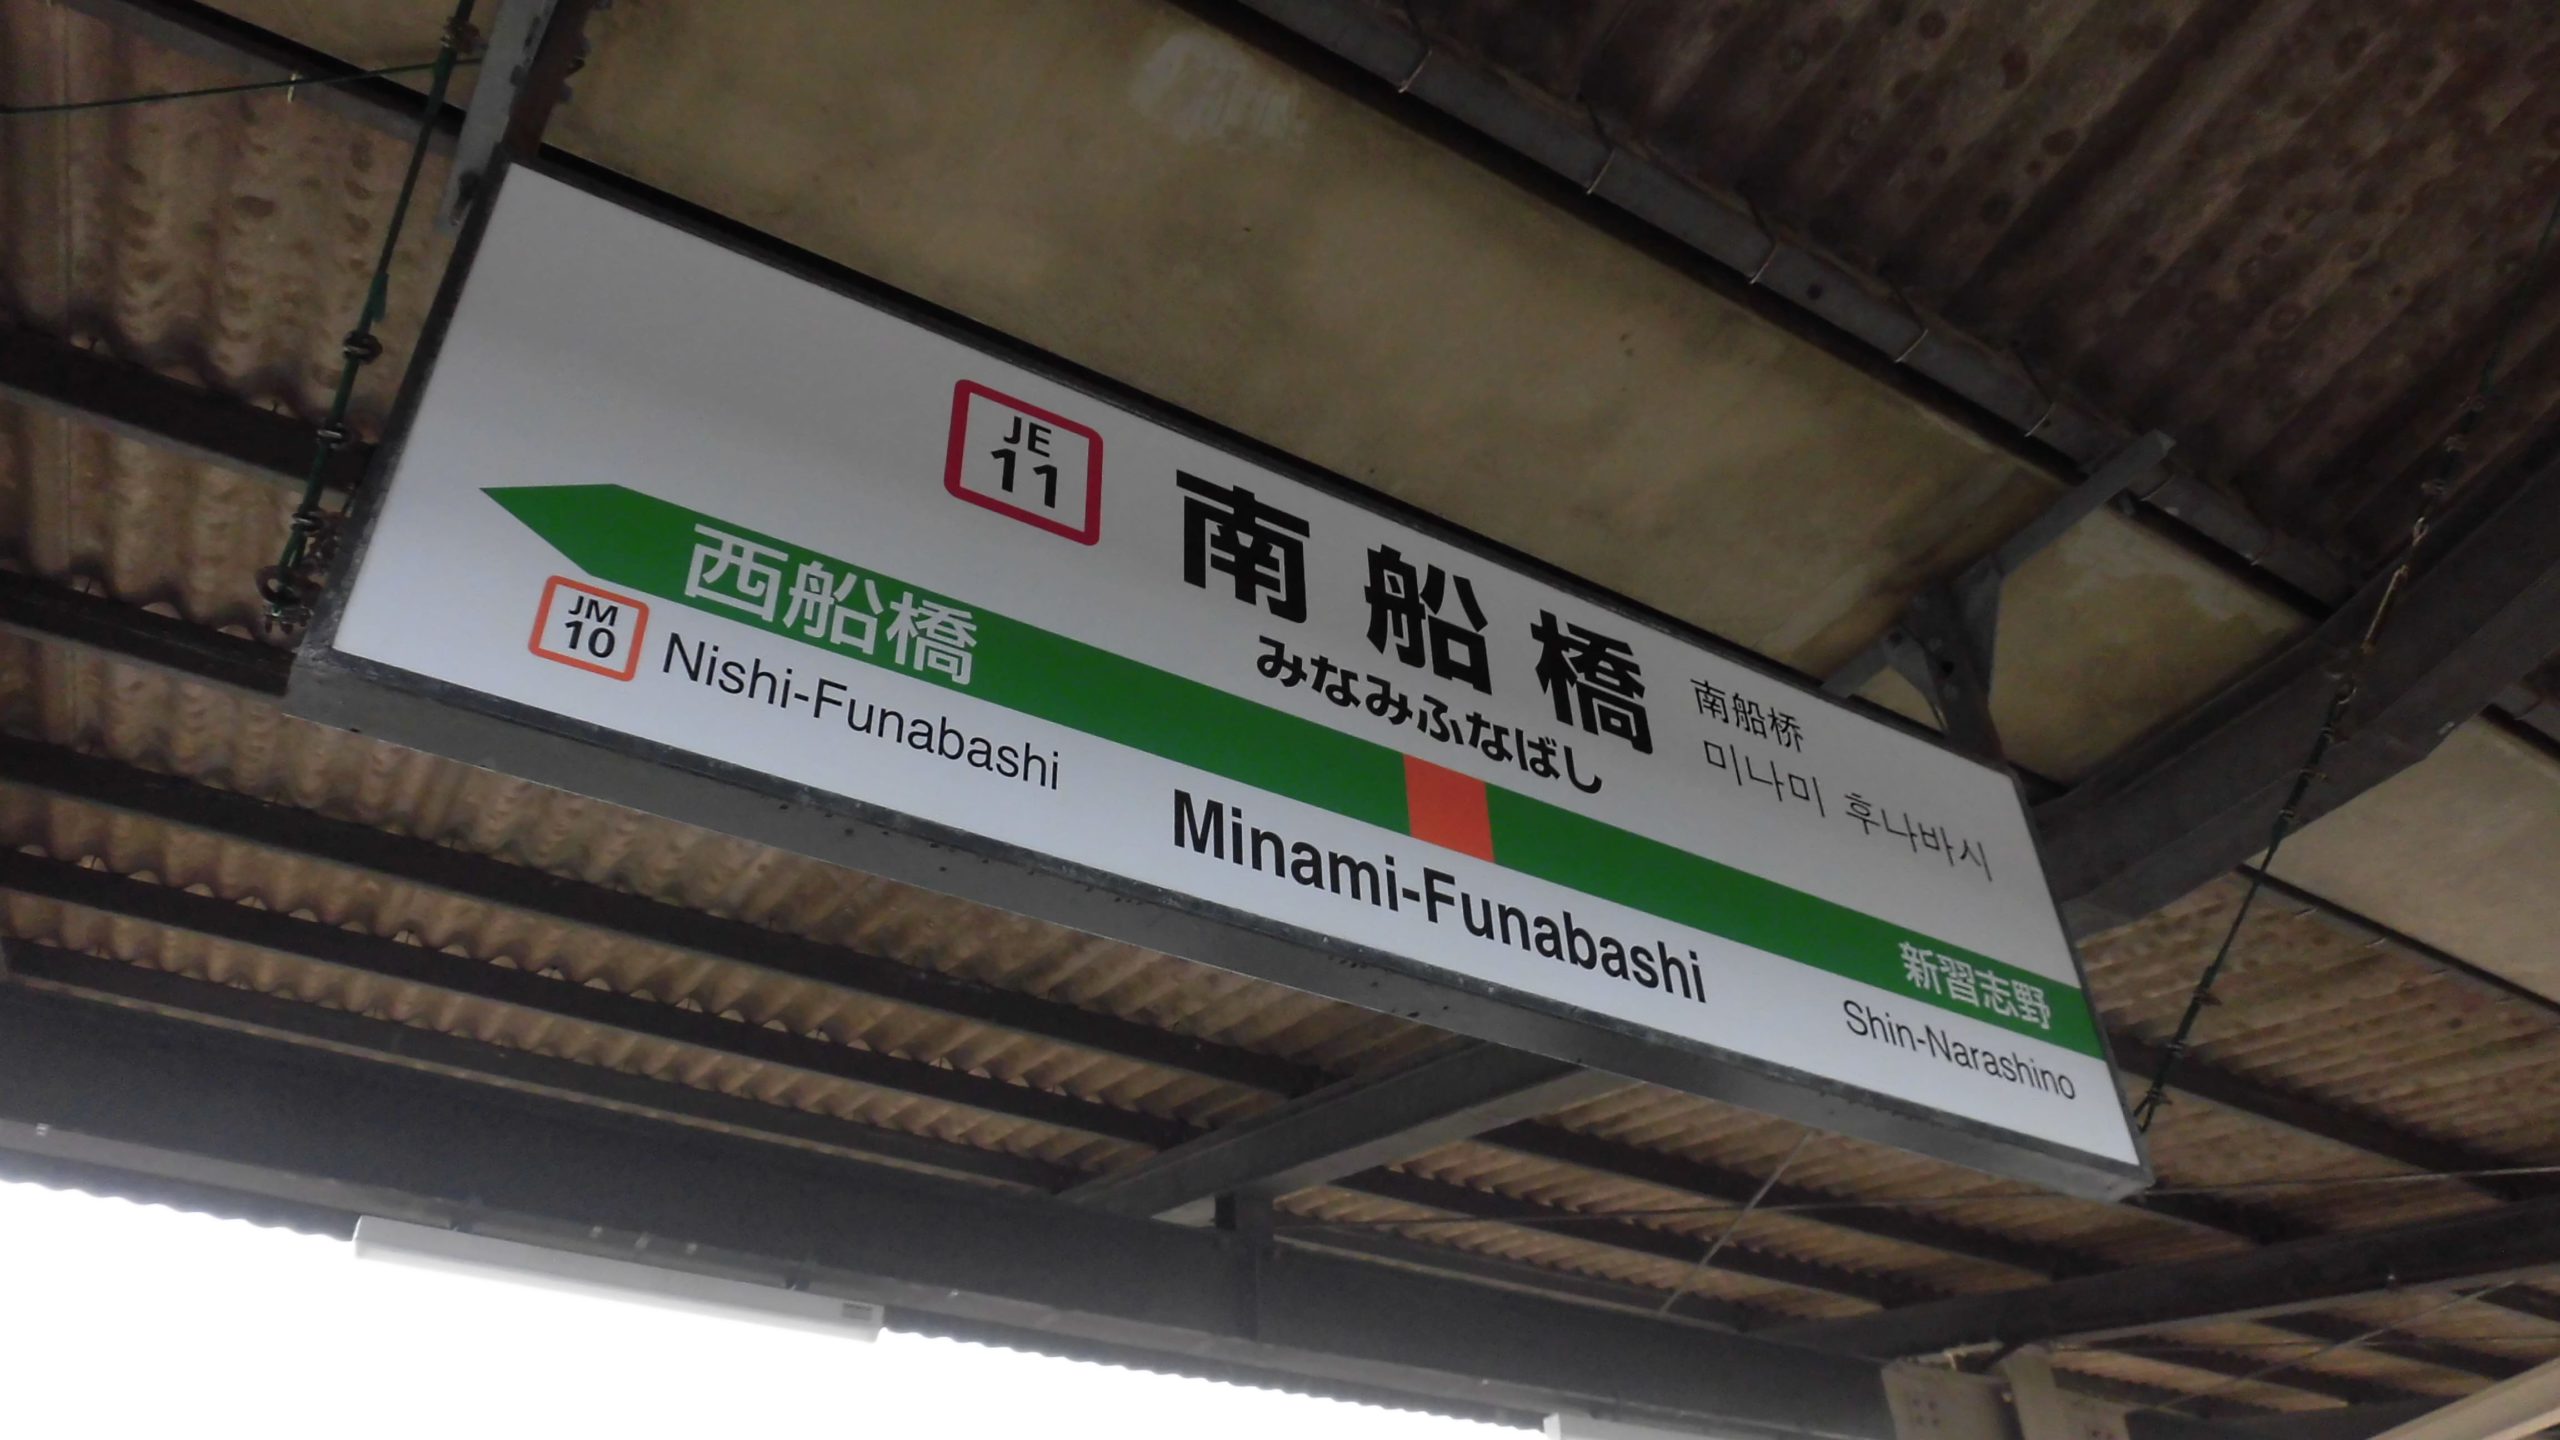 JE
11
南船橋
みなみふなばし
南船桥
미나미 후나바시
西船橋
新習志野
JM
10
Nishi-Funabashi
Minami-Funabashi
Shin-Narashino